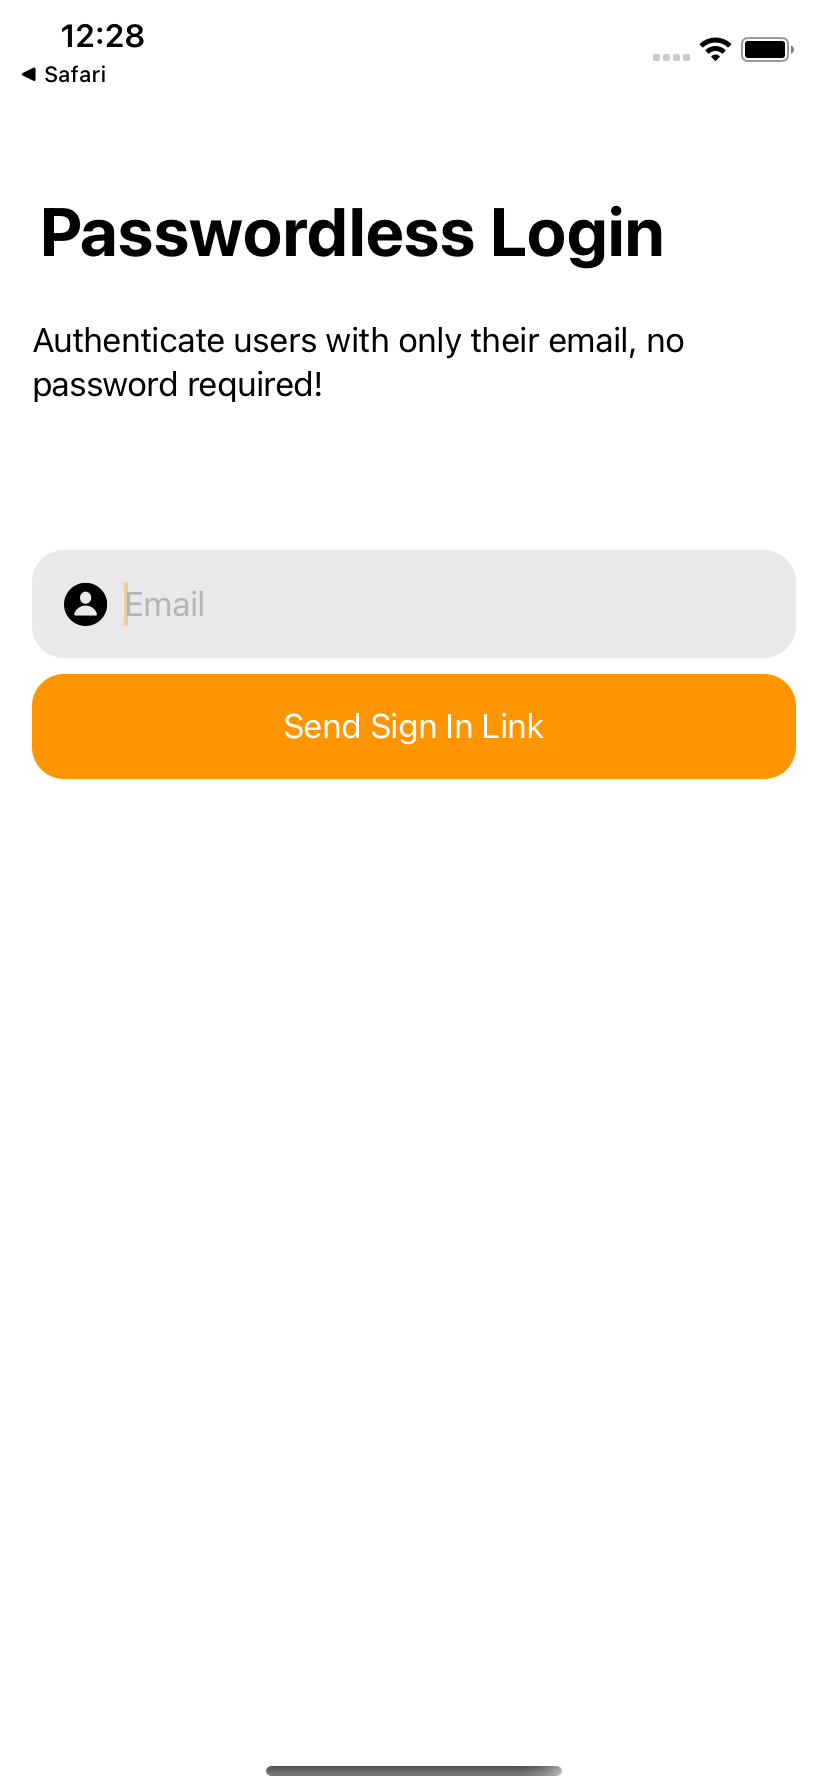 12:28
Safari
Passwordless Login
Authenticate users with only their email, no
password required!
Email
Send Sign In Link